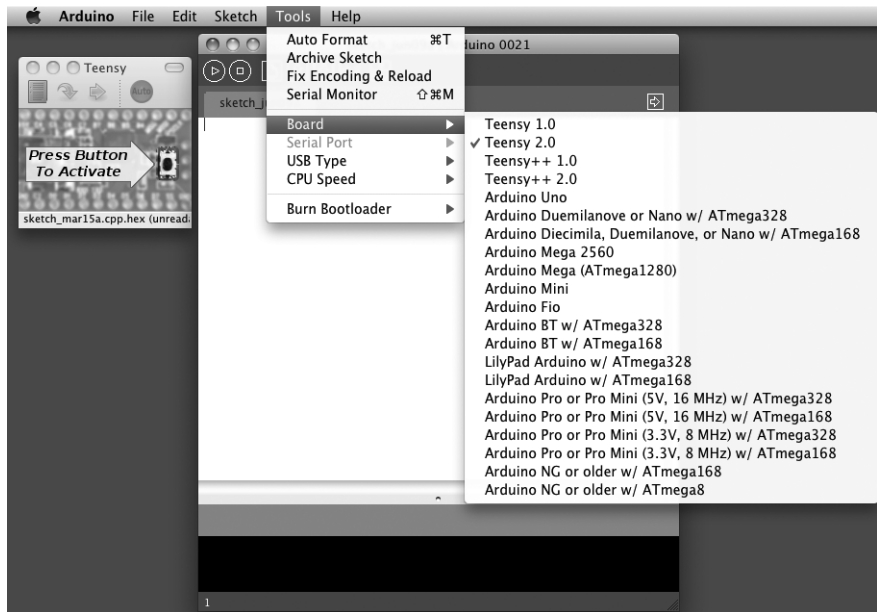 Arduino File Edit Sketch Tools Help
Teensy
Auto
Press Button
To Activate
sketch_mar15a.cpp.hex (unread
duino 0021
sketch_j
Auto Format ⌘T
Archive Sketch
Fix Encoding & Reload
Serial Monitor ⇧⌘M
Board
Serial Port
USB Type
CPU Speed
Burn Bootloader
Teensy 1.0
✓ Teensy 2.0
Teensy++ 1.0
Teensy++ 2.0
Arduino Uno
Arduino Duemilanove or Nano w/ ATmega328
Arduino Diecimila, Duemilanove, or Nano w/ ATmega168
Arduino Mega 2560
Arduino Mega (ATmega1280)
Arduino Mini
Arduino Fio
Arduino BT w/ ATmega328
Arduino BT w/ ATmega168
LilyPad Arduino w/ ATmega328
LilyPad Arduino w/ ATmega168
Arduino Pro or Pro Mini (5V, 16 MHz) w/ ATmega328
Arduino Pro or Pro Mini (5V, 16 MHz) w/ ATmega168
Arduino Pro or Pro Mini (3.3V, 8 MHz) w/ ATmega328
Arduino Pro or Pro Mini (3.3V, 8 MHz) w/ ATmega168
Arduino NG or older w/ ATmega168
Arduino NG or older w/ ATmega8
1